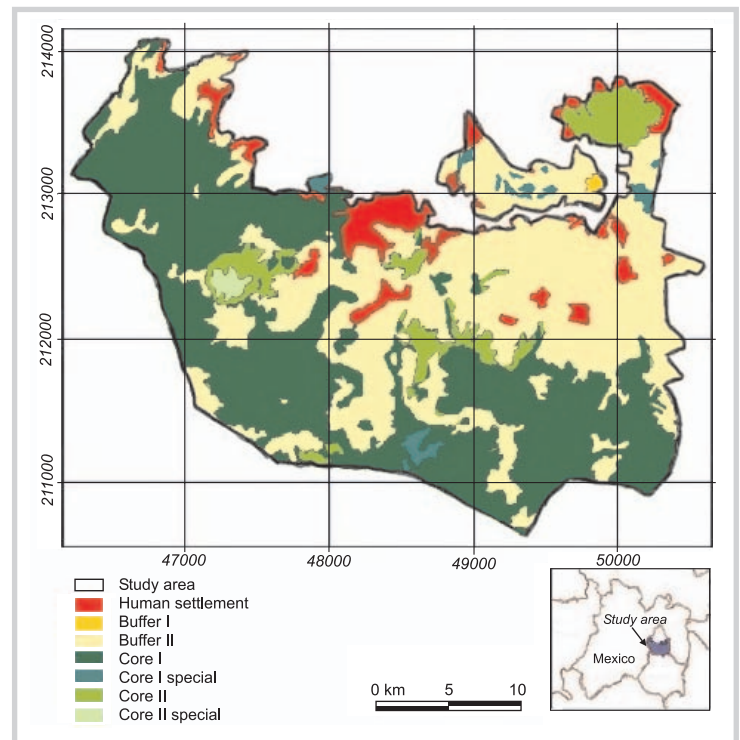 214000
213000
212000
211000
47000
48000
49000
50000
Study area
Human settlement
Buffer I
Buffer II
Core I
Core I special
Core II
Core II special
0 km 5 10
Study area
Mexico